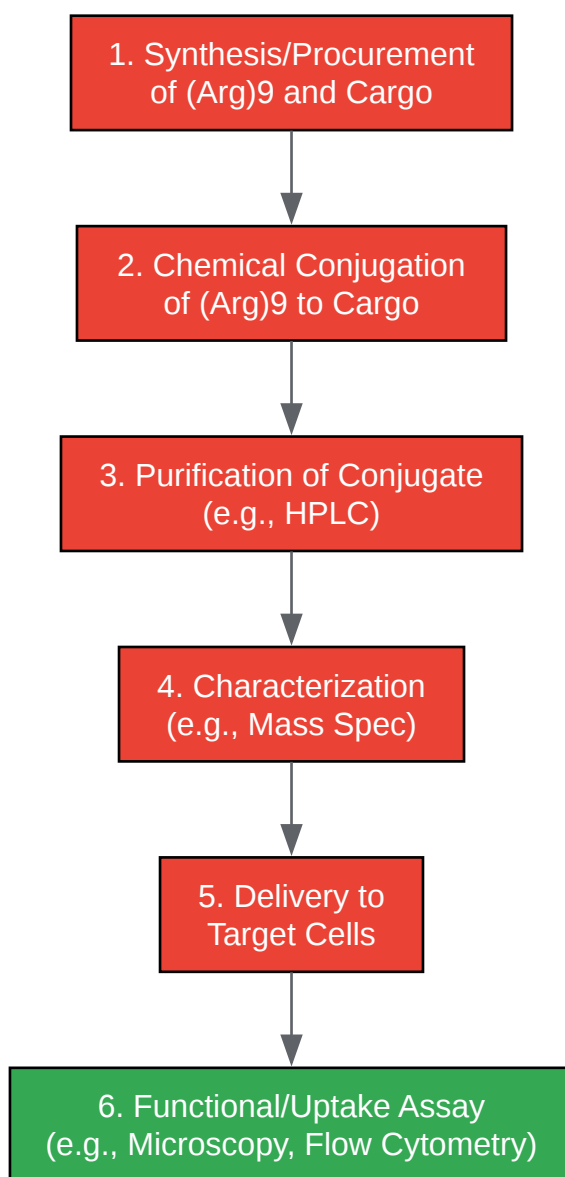 1. Synthesis/Procurement
of (Arg)9 and Cargo
2. Chemical Conjugation
of (Arg)9 to Cargo
3. Purification of Conjugate
(e.g., HPLC)
4. Characterization
(e.g., Mass Spec)
5. Delivery to
Target Cells
6. Functional/Uptake Assay
(e.g., Microscopy, Flow Cytometry)